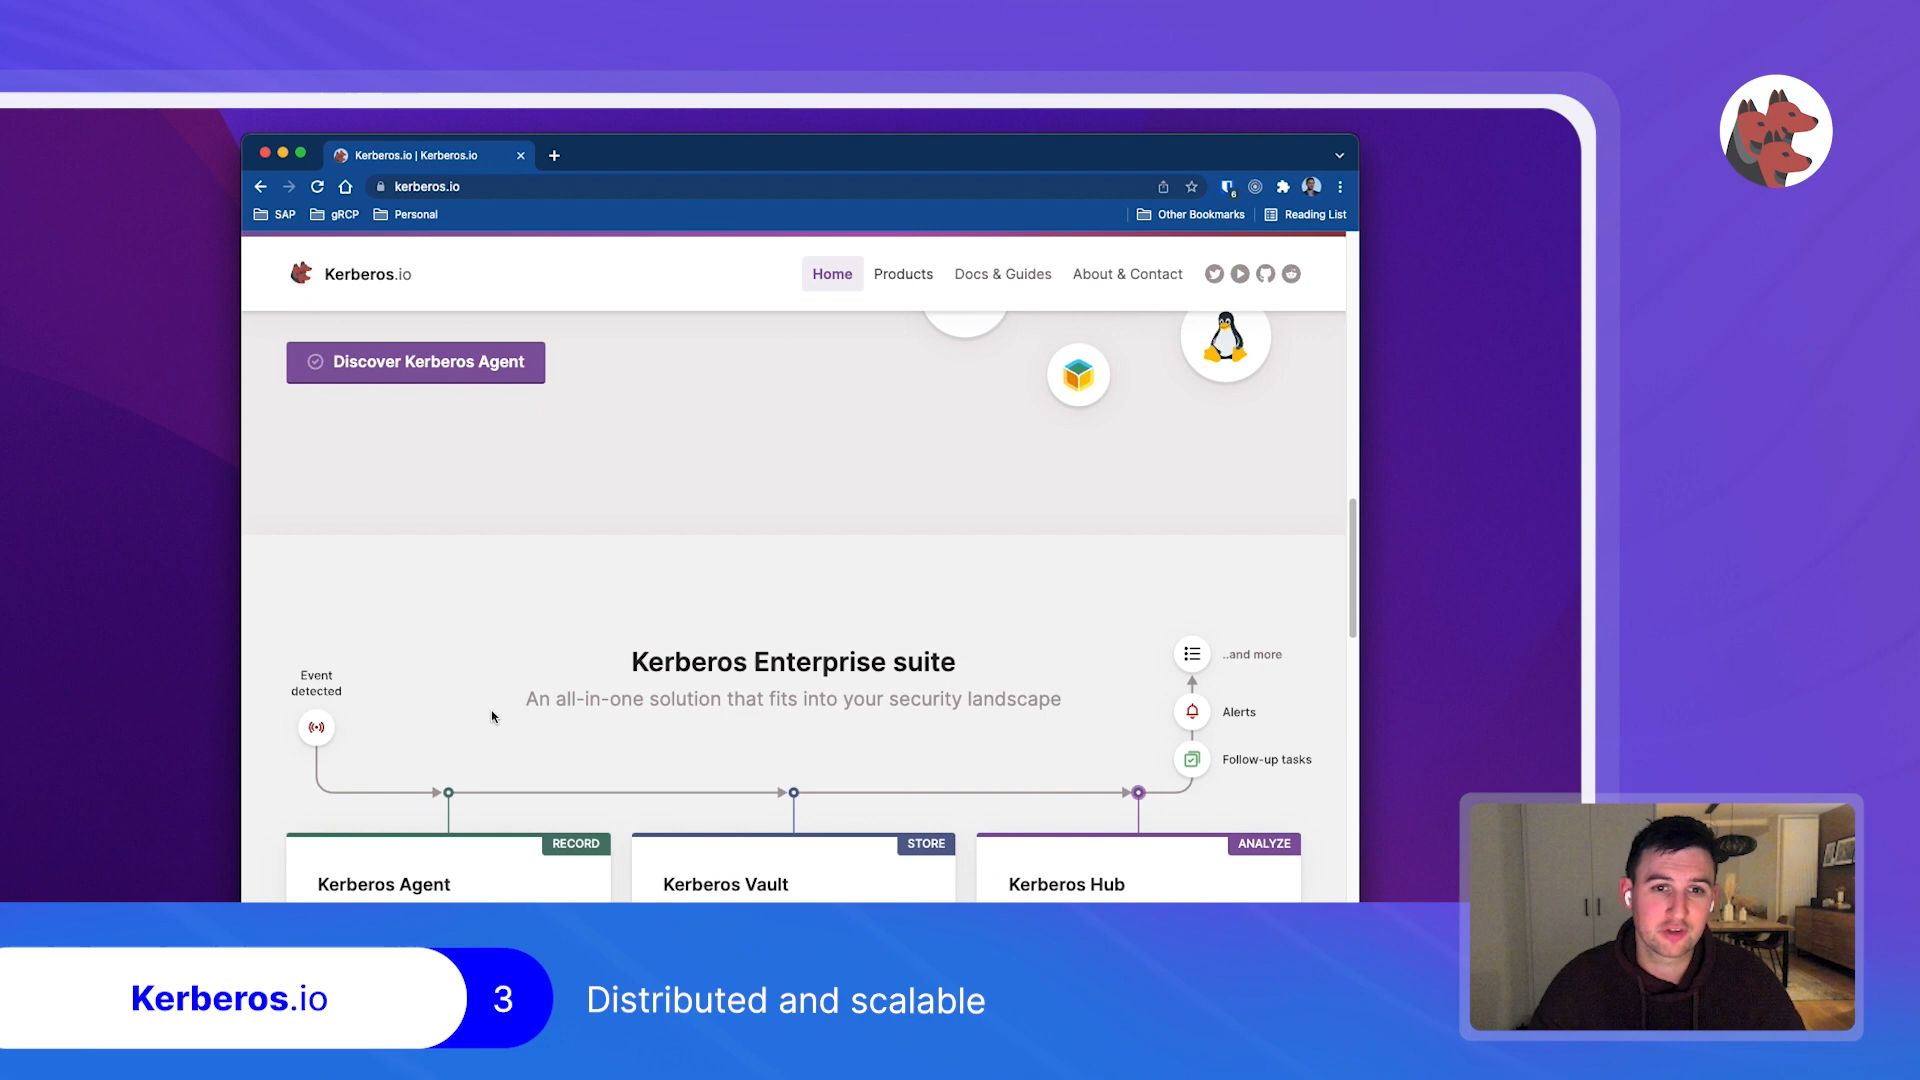 Kerberos.io | Kerberos.io
kerberos.io
6
SAP gRCP Personal Other Bookmarks Reading List
Kerberos.io Home Products Docs & Guides About & Contact
Discover Kerberos Agent
Kerberos Enterprise suite
An all-in-one solution that fits into your security landscape
Event
detected
..and more
Alerts
Follow-up tasks
RECORD
Kerberos Agent
STORE
Kerberos Vault
ANALYZE
Kerberos Hub
Kerberos.io 3 Distributed and scalable